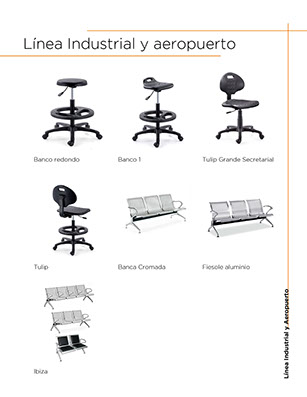 Línea Industrial y aeropuerto
Banco redondo
Banco 1
Tulip Grande Secretarial
Tulip
Banca Cromada
Fiesole aluminio
Ibiza
Línea Industrial y Aeropuerto